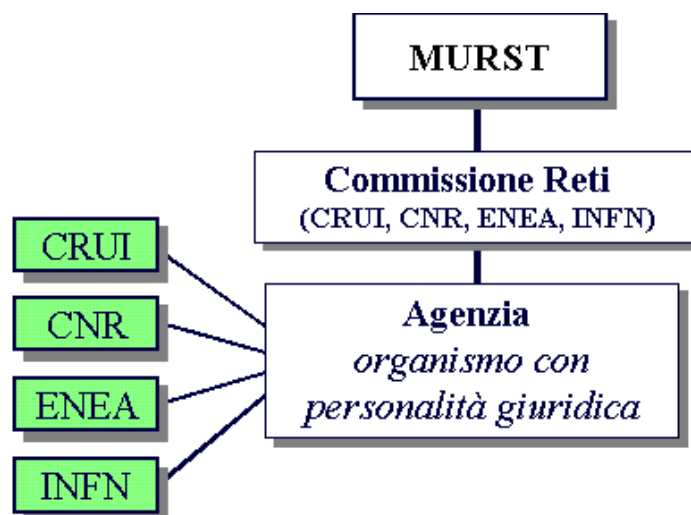 MURST
Commissione Reti
(CRUI, CNR, ENEA, INFN)
CRUI
CNR
ENEA
INFN
Agenzia
organismo con
personalità giuridica